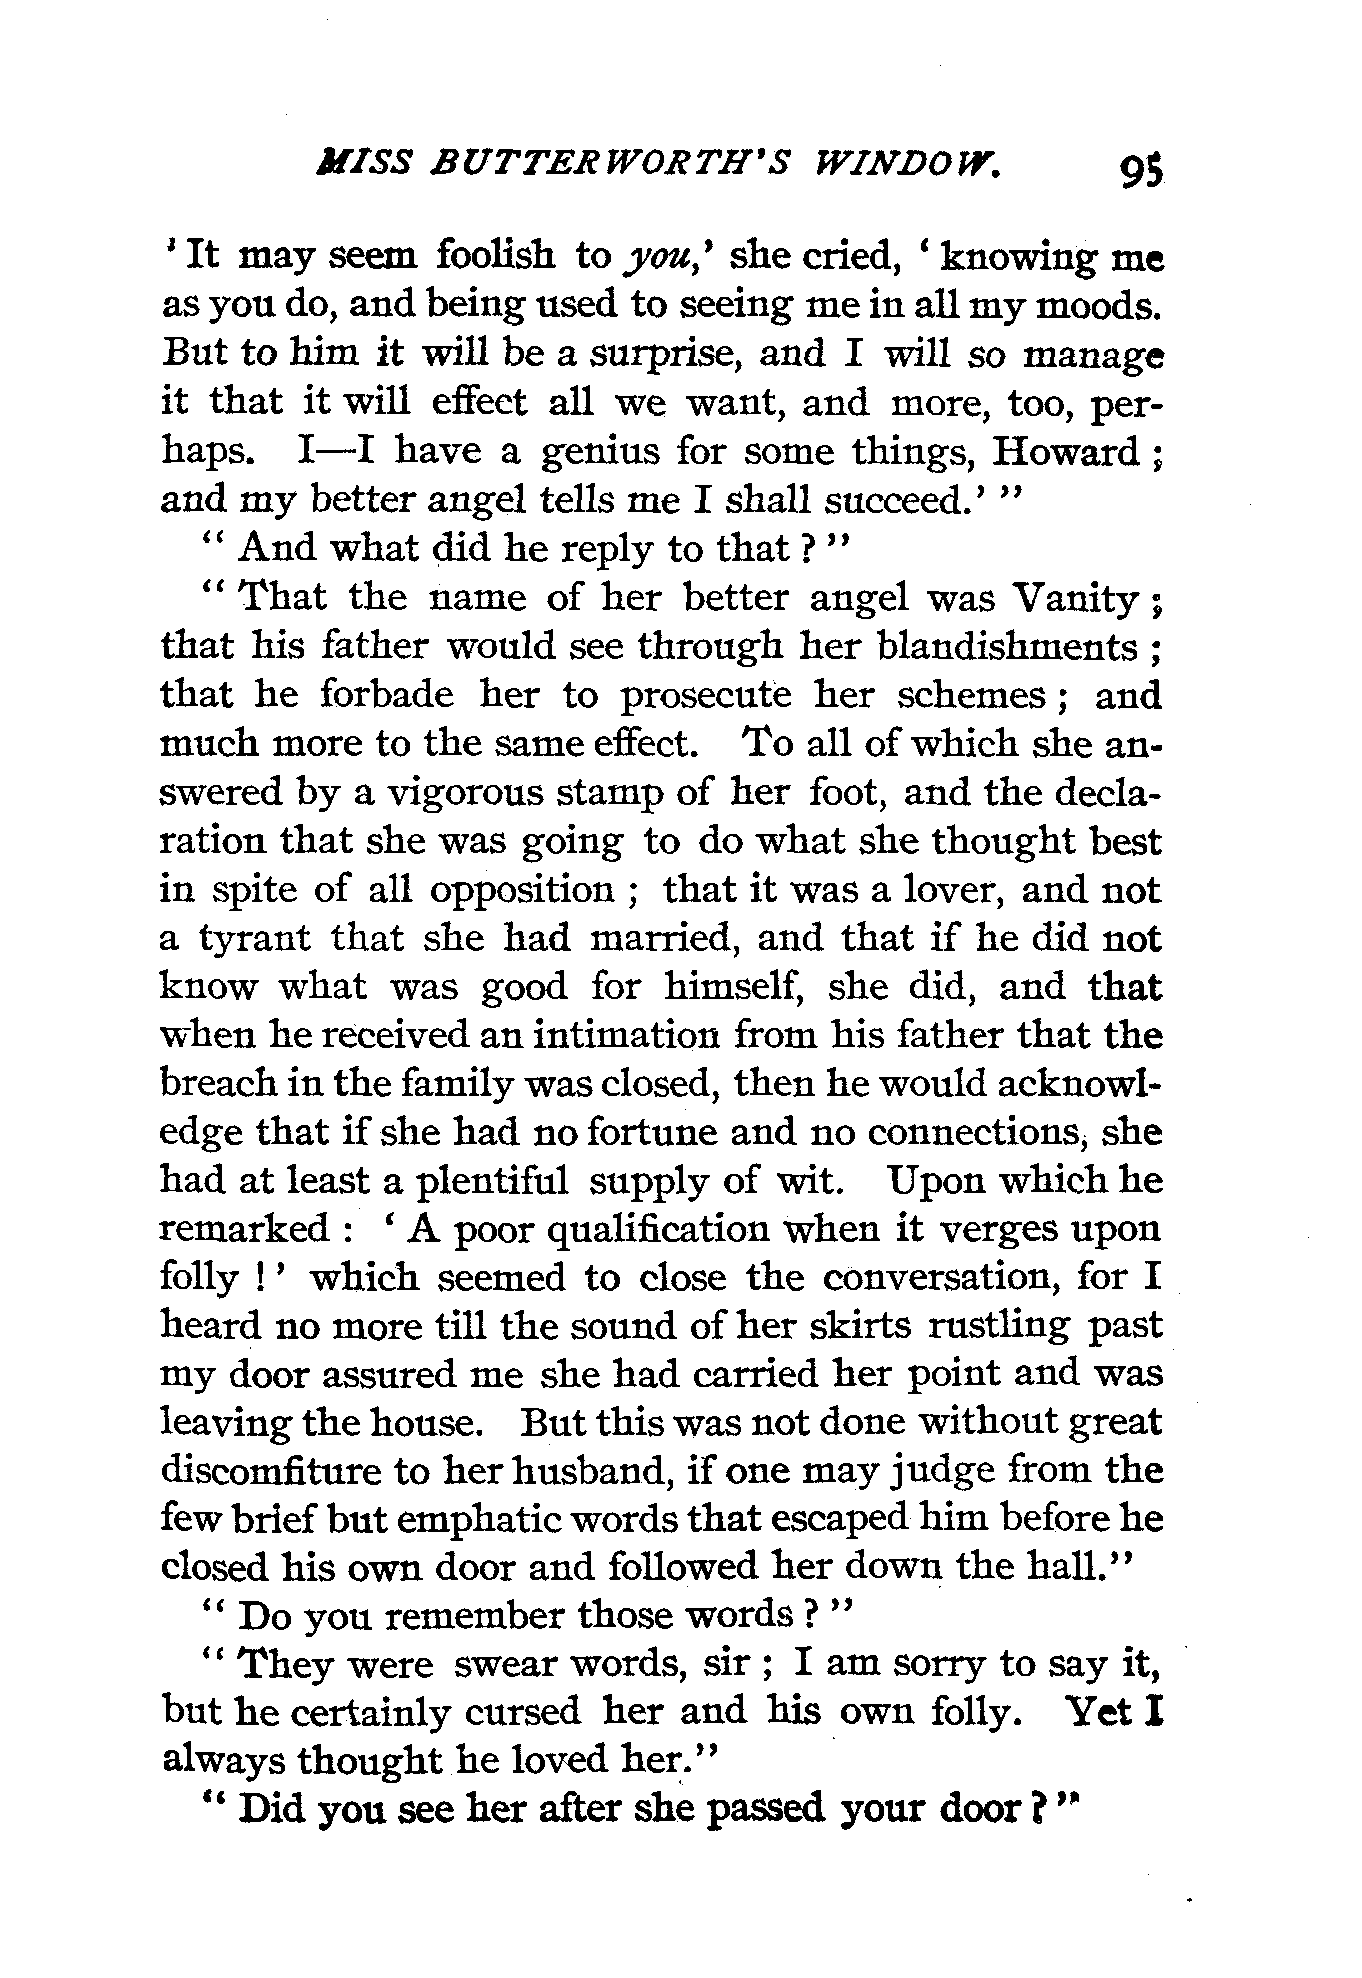 MISS BUTTERWORTH'S WINDOW. 95
' It may seem foolish to you,' she cried, ' knowing me
as you do, and being used to seeing me in all my moods.
But to him it will be a surprise, and I will so manage
it that it will effect all we want, and more, too, per-
haps. I—I have a genius for some things, Howard ;
and my better angel tells me I shall succeed.' "
" And what did he reply to that ? "
" That the name of her better angel was Vanity ;
that his father would see through her blandishments ;
that he forbade her to prosecute her schemes ; and
much more to the same effect. To all of which she an-
swered by a vigorous stamp of her foot, and the decla-
ration that she was going to do what she thought best
in spite of all opposition ; that it was a lover, and not
a tyrant that she had married, and that if he did not
know what was good for himself, she did, and that
when he received an intimation from his father that the
breach in the family was closed, then he would acknowl-
edge that if she had no fortune and no connections, she
had at least a plentiful supply of wit. Upon which he
remarked : ' A poor qualification when it verges upon
folly ! ' which seemed to close the conversation, for I
heard no more till the sound of her skirts rustling past
my door assured me she had carried her point and was
leaving the house. But this was not done without great
discomfiture to her husband, if one may judge from the
few brief but emphatic words that escaped him before he
closed his own door and followed her down the hall."
" Do you remember those words ? "
" They were swear words, sir ; I am sorry to say it,
but he certainly cursed her and his own folly. Yet I
always thought he loved her."
" Did you see her after she passed your door ? "